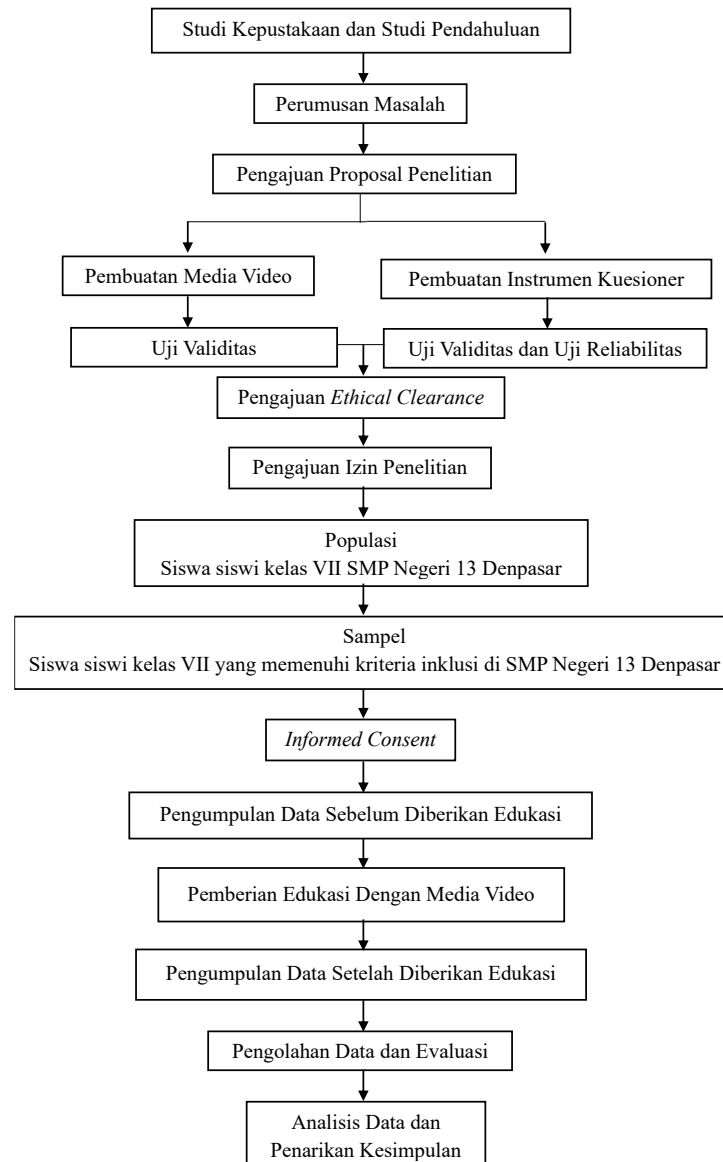 Studi Kepustakaan dan Studi Pendahuluan
Perumusan Masalah
Pengajuan Proposal Penelitian
Pembuatan Media Video
Pembuatan Instrumen Kuesioner
Uji Validitas
Uji Validitas dan Uji Reliabilitas
Pengajuan Ethical Clearance
Pengajuan Izin Penelitian
Populasi
Siswa siswi kelas VII SMP Negeri 13 Denpasar
Sampel
Siswa siswi kelas VII yang memenuhi kriteria inklusi di SMP Negeri 13 Denpasar
Informed Consent
Pengumpulan Data Sebelum Diberikan Edukasi
Pemberian Edukasi Dengan Media Video
Pengumpulan Data Setelah Diberikan Edukasi
Pengolahan Data dan Evaluasi
Analisis Data dan
Penarikan Kesimpulan